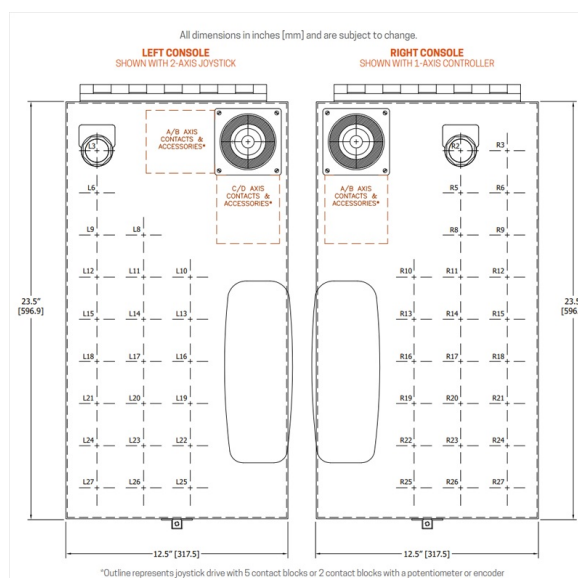 All dimensions in inches [mm] and are subject to change.
LEFT CONSOLE
SHOWN WITH 2-AXIS JOYSTICK
RIGHT CONSOLE
SHOWN WITH 1-AXIS CONTROLLER
A/B AXIS
CONTACTS &
ACCESSORIES*
C/D AXIS
CONTACTS &
ACCESSORIES*
A/B AXIS
CONTACTS &
ACCESSORIES*
L3
R2 R3
L6
R5 R6
L9 L8
R8 R9
L12 L11 L10
R10 R11 R12
23.5"
[596.9]
23.5"
[596.
L15 L14 L13
R13 R14 R15
L18 L17 L16
R16 R17 R18
L21 L20 L19
R19 R20 R21
L24 L23 L22
R22 R23 R24
L27 L26 L25
R25 R26 R27
12.5" [317.5]
12.5" [317.5]
*Outline represents joystick drive with 5 contact blocks or 2 contact blocks with a potentiometer or encoder